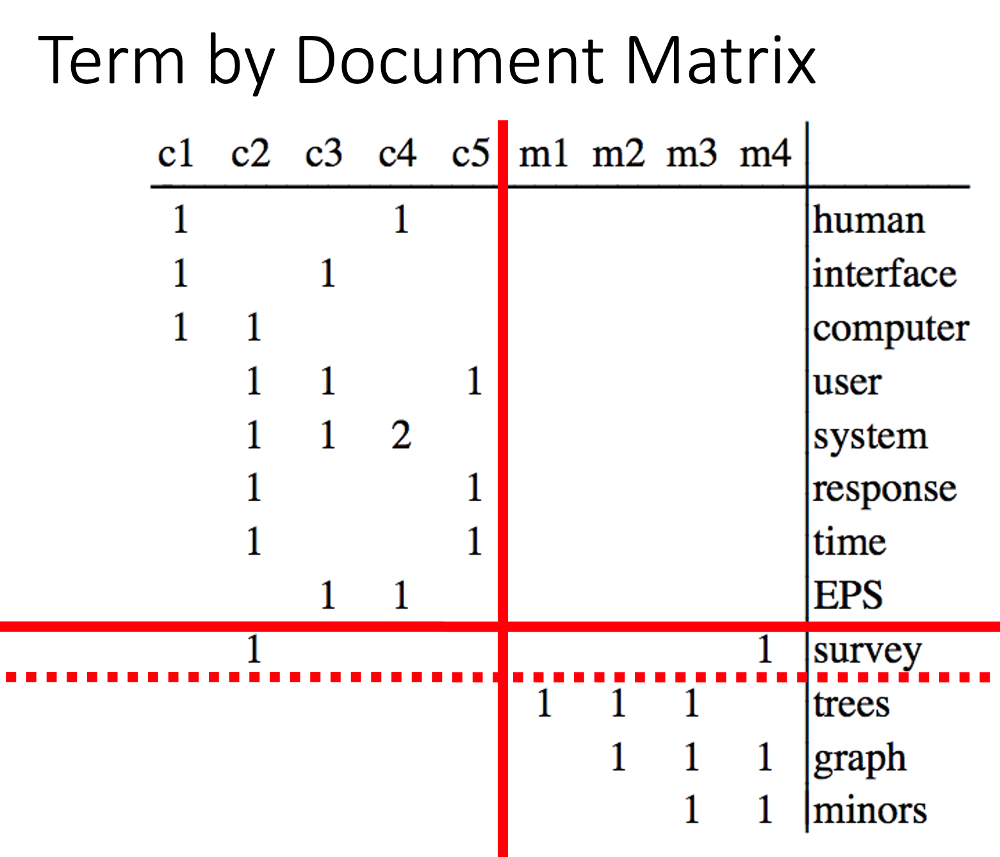 Term by Document Matrix
c1 c2 c3 c4 c5 m1 m2 m3 m4
1 1 human
1 1 interface
1 1 computer
1 1 1 user
1 1 2 system
1 1 response
1 1 time
1 1 EPS
1 1 survey
1 1 1 trees
1 1 1 graph
1 1 minors